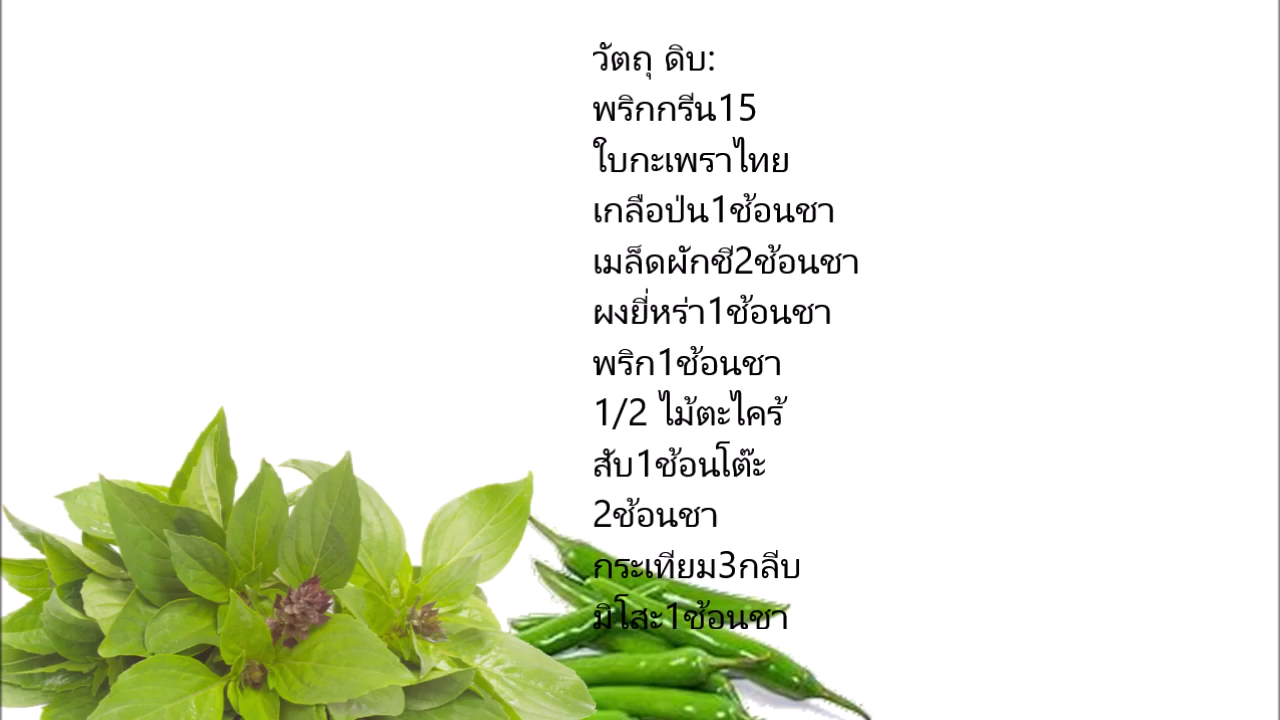 วัตถุ ดิบ:
พริกกรีน15
ใบกะเพราไทย
เกลือป่น1ช้อนชา
เมล็ดผักชี2ช้อนชา
ผงยี่หร่า1ช้อนชา
พริก1ช้อนชา
1/2 ไม้ตะไคร้
สับ1ช้อนโต๊ะ
2ช้อนชา
กระเทียม3กลีบ
มิโสะ1ช้อนชา